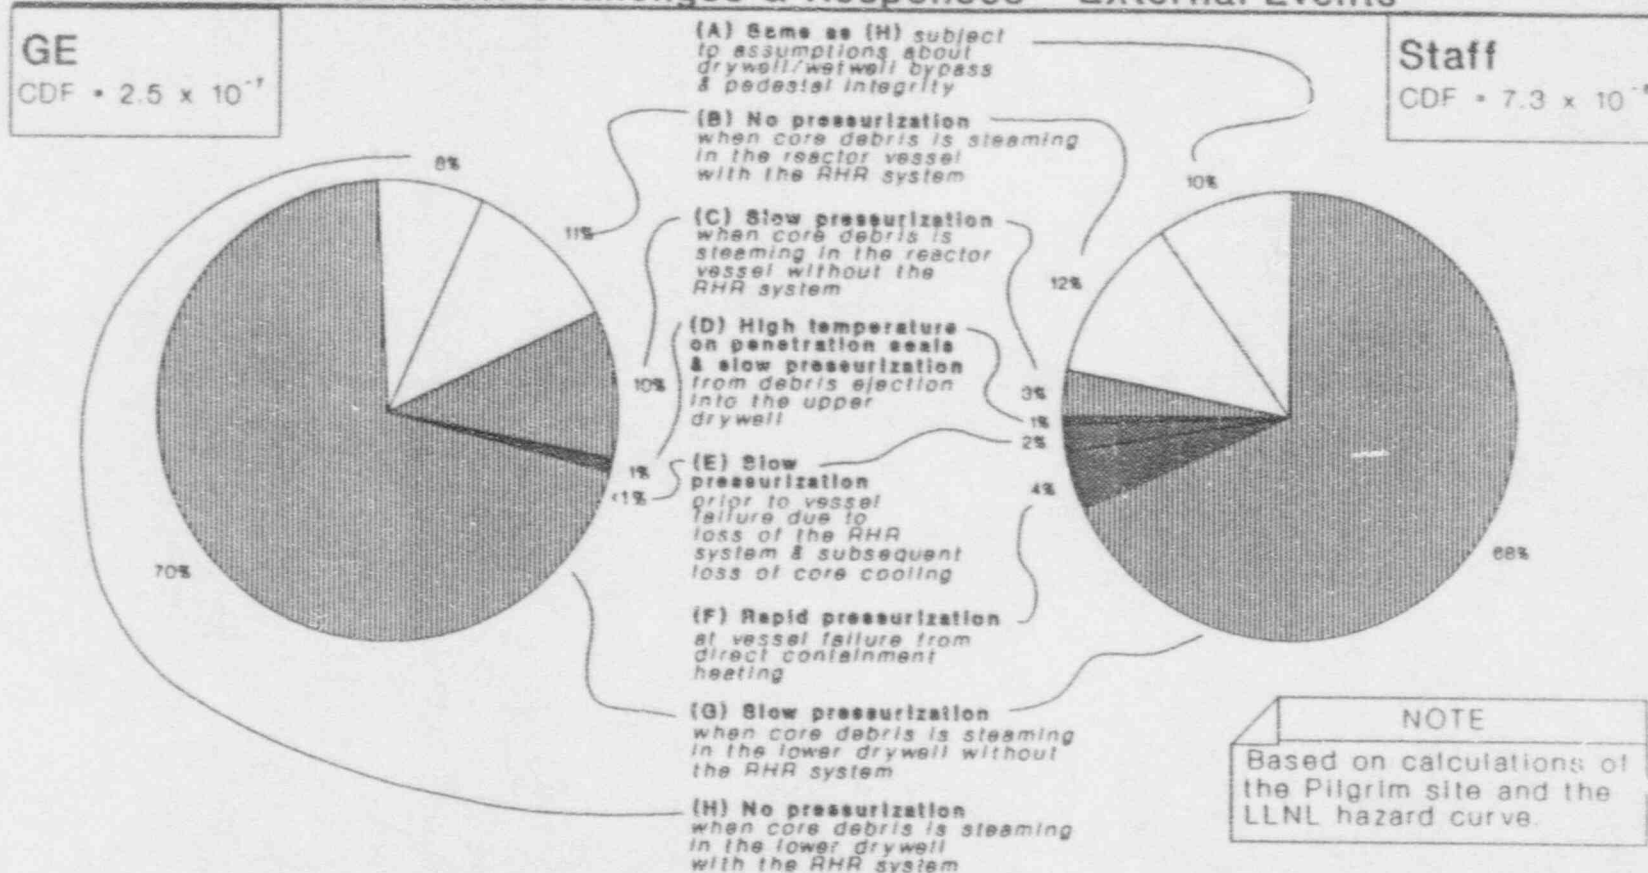 Challenges & Responses - External Events
GE
CDF • 2.5 x 10⁻⁷
Staff
CDF • 7.3 x 10
(A) Same as (H) subject
to assumptions about
drywell/wetwell bypass
& pedestal integrity
(B) No pressurization
when core debris is steaming
in the reactor vessel
with the RHR system
(C) Slow pressurization
when core debris is
steaming in the reactor
vessel without the
RHR system
(D) High temperature
on penetration seals
& slow pressurization
from debris ejection
into the upper
drywell
(E) Slow
pressurization
prior to vessel
failure due to
loss of the RHR
system & subsequent
loss of core cooling
(F) Rapid pressurization
at vessel failure from
direct containment
heating
(G) Slow pressurization
when core debris is steaming
in the lower drywell without
the RHR system
(H) No pressurization
when core debris is steaming
in the lower drywell
with the RHR system
8%
11%
10%
1%
<1%
70%
10%
12%
3%
1%
2%
4%
68%
NOTE
Based on calculations of
the Pilgrim site and the
LLNL hazard curve.